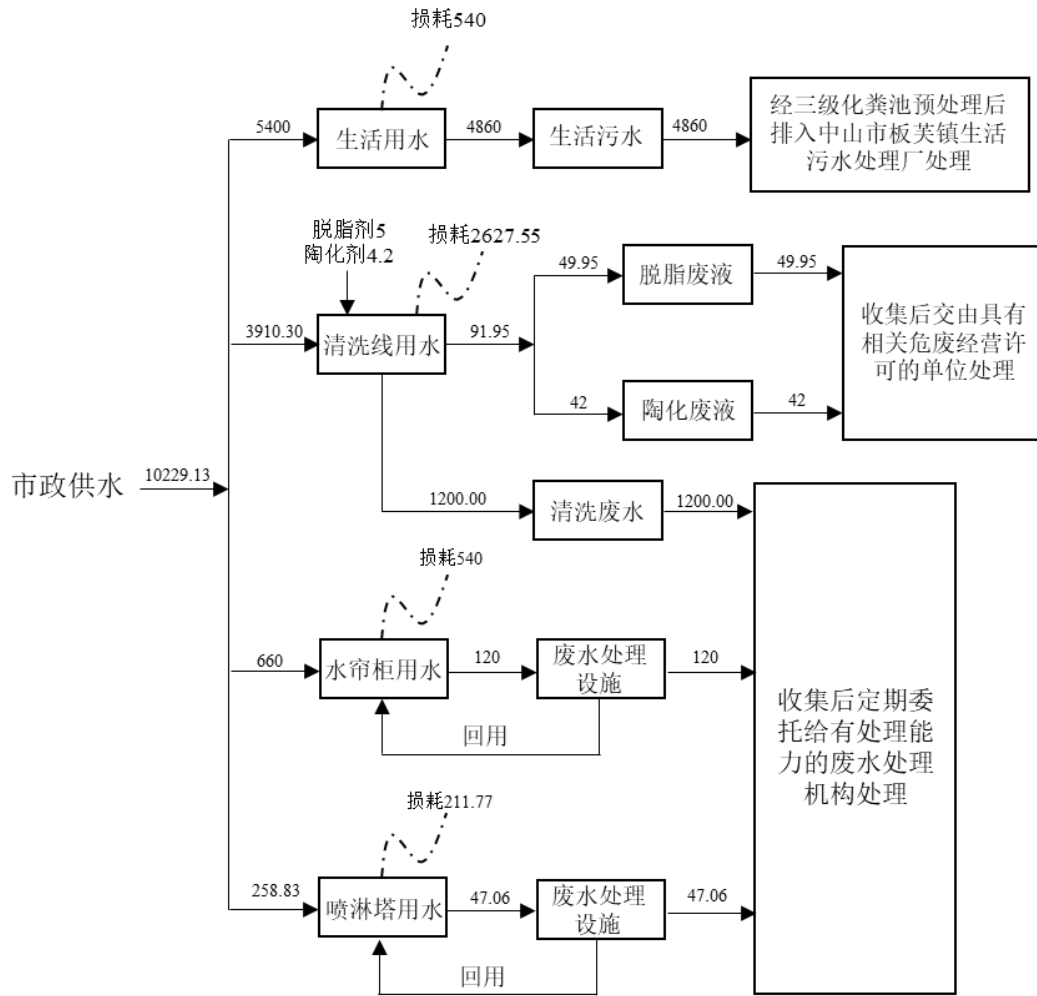 损耗540
5400
生活用水
4860
生活污水
4860
经三级化粪池预处理后
排入中山市板芙镇生活
污水处理厂处理
脱脂剂5
陶化剂4.2
损耗2627.55
3910.30
清洗线用水
91.95
49.95
脱脂废液
49.95
42
陶化废液
42
收集后交由具有
相关危废经营许
可的单位处理
市政供水
10229.13
1200.00
清洗废水
1200.00
损耗540
660
水帘柜用水
120
废水处理
设施
120
回用
收集后定期委
托给有处理能
力的废水处理
机构处理
损耗211.77
258.83
喷淋塔用水
47.06
废水处理
设施
47.06
回用